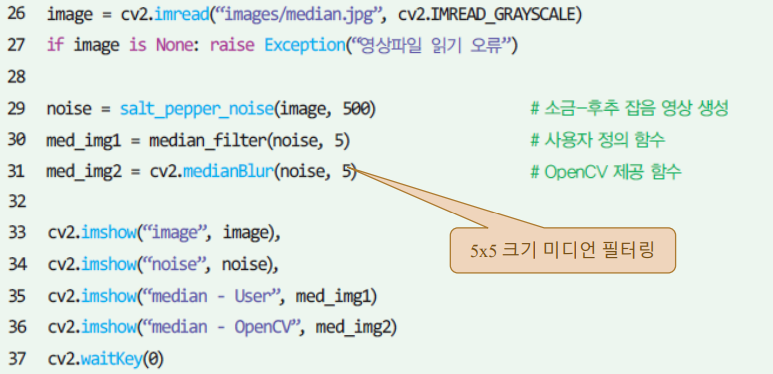 26 image = cv2.imread(“images/median.jpg”, cv2.IMREAD_GRAYSCALE)
27 if image is None: raise Exception(“영상파일 읽기 오류”)
28
29 noise = salt_pepper_noise(image, 500) # 소금-후추 잡음 영상 생성
30 med_img1 = median_filter(noise, 5) # 사용자 정의 함수
31 med_img2 = cv2.medianBlur(noise, 5) # OpenCV 제공 함수
32
5x5 크기 미디언 필터링
33 cv2.imshow(“image”, image),
34 cv2.imshow(“noise”, noise),
35 cv2.imshow(“median - User”, med_img1)
36 cv2.imshow(“median - OpenCV”, med_img2)
37 cv2.waitKey(0)